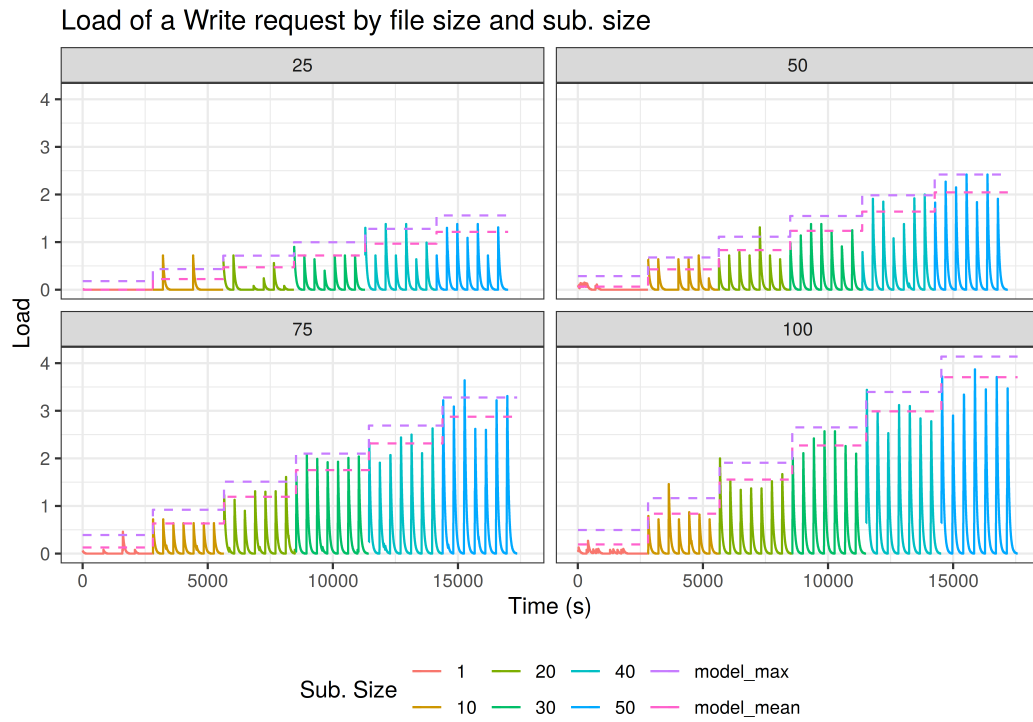 Load of a Write request by file size and sub. size
25 50
4
3
2
1
0
75 100
4
3
2
1
0
0 5000 10000 15000 0 5000 10000 15000
Load
Time (s)
Sub. Size
1 20 40 model_max
10 30 50 model_mean